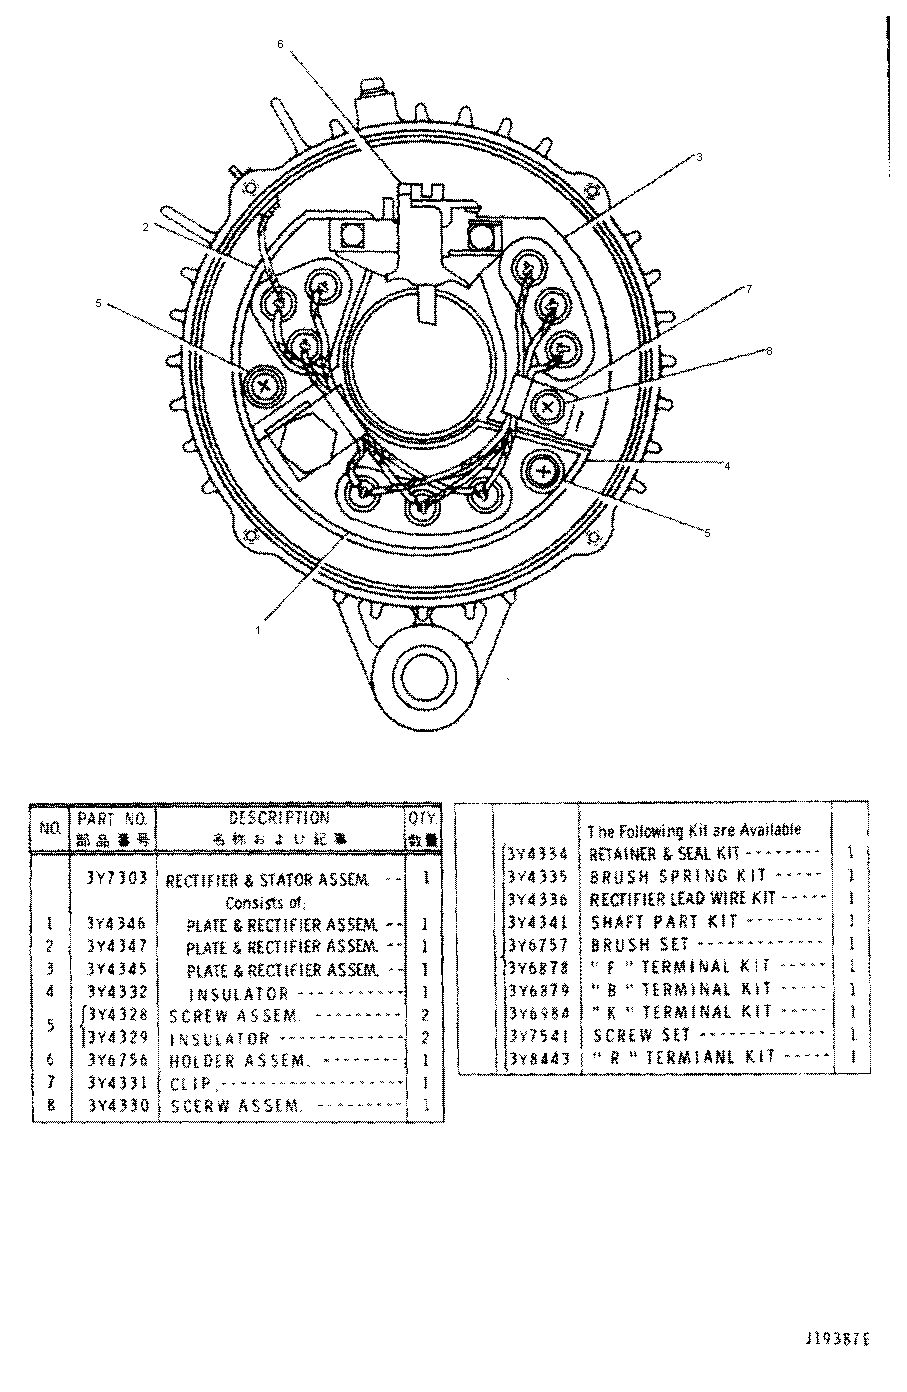 6
3
2
7
5
8
4
5
1
NO. PART NO. DESCRIPTION QTY
部品番号 名称および記事 数量
3Y7303 RECTIFIER & STATOR ASSEM. -- 1
Consists of;
1 3Y4346 PLATE & RECTIFIER ASSEM. -- 1
2 3Y4347 PLATE & RECTIFIER ASSEM. -- 1
3 3Y4345 PLATE & RECTIFIER ASSEM. -- 1
4 3Y4332 INSULATOR ----------- 1
5 3Y4328 SCREW ASSEM. --------- 2
3Y4329 INSULATOR ------------- 2
6 3Y6756 HOLDER ASSEM. --------- 1
7 3Y4331 CLIP, ------------------- 1
8 3Y4330 SCERW ASSEM. --------- 1
The Following Kit are Available
3Y4334 RETAINER & SEAL KIT -------- 1
3Y4335 BRUSH SPRING KIT ----- 1
3Y4336 RECTIFIER LEAD WIRE KIT ---- 1
3Y4341 SHAFT PART KIT -------- 1
3Y6757 BRUSH SET ------------- 1
3Y6878 " F " TERMINAL KIT ----- 1
3Y6879 " B " TERMINAL KIT ----- 1
3Y6984 " K " TERMINAL KIT ----- 1
3Y7541 SCREW SET ------------- 1
3Y8443 " R " TERMIANL KIT ----- 1
J19387E